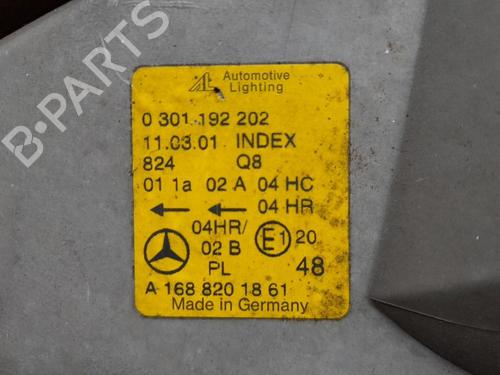 B-PARTS
Automotive
Lighting
0 301 192 202
11.03.01 INDEX
824 Q8
01 1a 02 A 04 HC
04 HR
04HR/
02 B E1 20
PL 48
A 168 820 18 61
Made in Germany